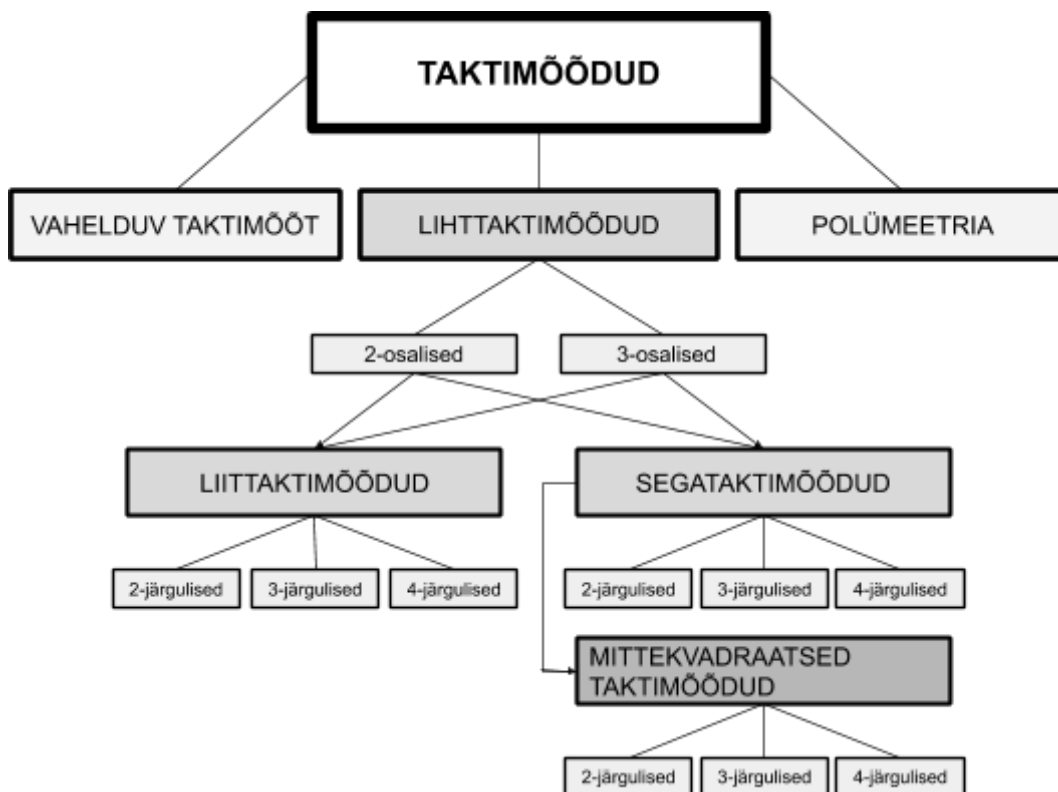 TAKTIMÕÕDUD
VAHELDUV TAKTIMÕÕT
LIHTTAKTIMÕÕDUD
POLÜMEETRIA
2-osalised
3-osalised
LIITTAKTIMÕÕDUD
SEGATAKTIMÕÕDUD
2-järgulised
3-järgulised
4-järgulised
2-järgulised
3-järgulised
4-järgulised
MITTEKVADRAATSED
TAKTIMÕÕDUD
2-järgulised
3-järgulised
4-järgulised